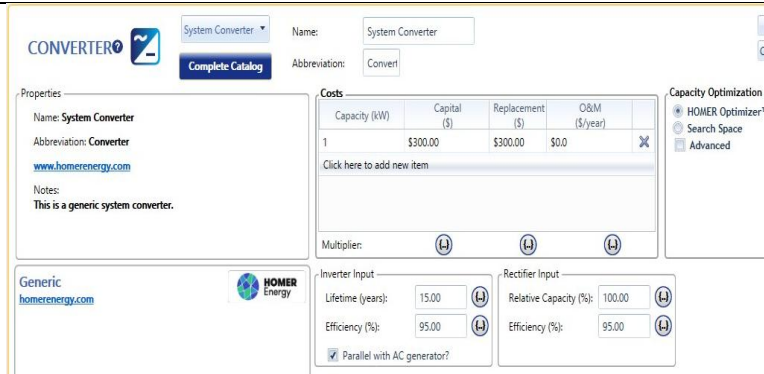 CONVERTER
System Converter
Complete Catalog
Name: System Converter
Abbreviation: Convert
Properties
Name: System Converter
Abbreviation: Converter
www.homerenergy.com
Notes:
This is a generic system converter.
Costs
Capacity (kW) Capital ($) Replacement ($) O&M ($/year)
1 $300.00 $300.00 $0.0
Click here to add new item
Multiplier: (..) (..) (..)
Capacity Optimization
HOMER Optimizer
Search Space
Advanced
Generic
homerenergy.com
HOMER
Energy
Inverter Input
Lifetime (years): 15.00 (..)
Efficiency (%): 95.00 (..)
Parallel with AC generator?
Rectifier Input
Relative Capacity (%): 100.00 (..)
Efficiency (%): 95.00 (..)